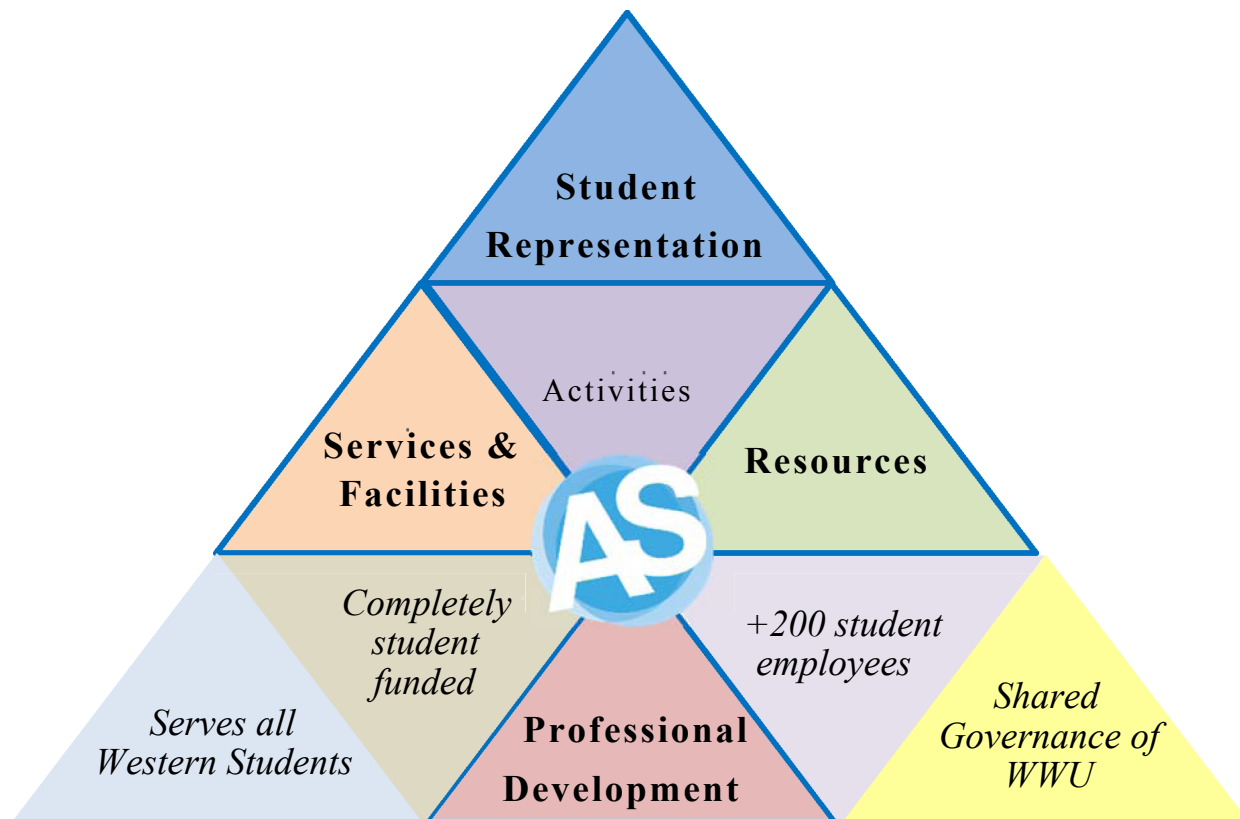 Student
Representation
Activities
Services &
Facilities
Resources
AS
Completely
student
funded
+200 student
employees
Serves all
Western Students
Professional
Development
Shared
Governance of
WWU